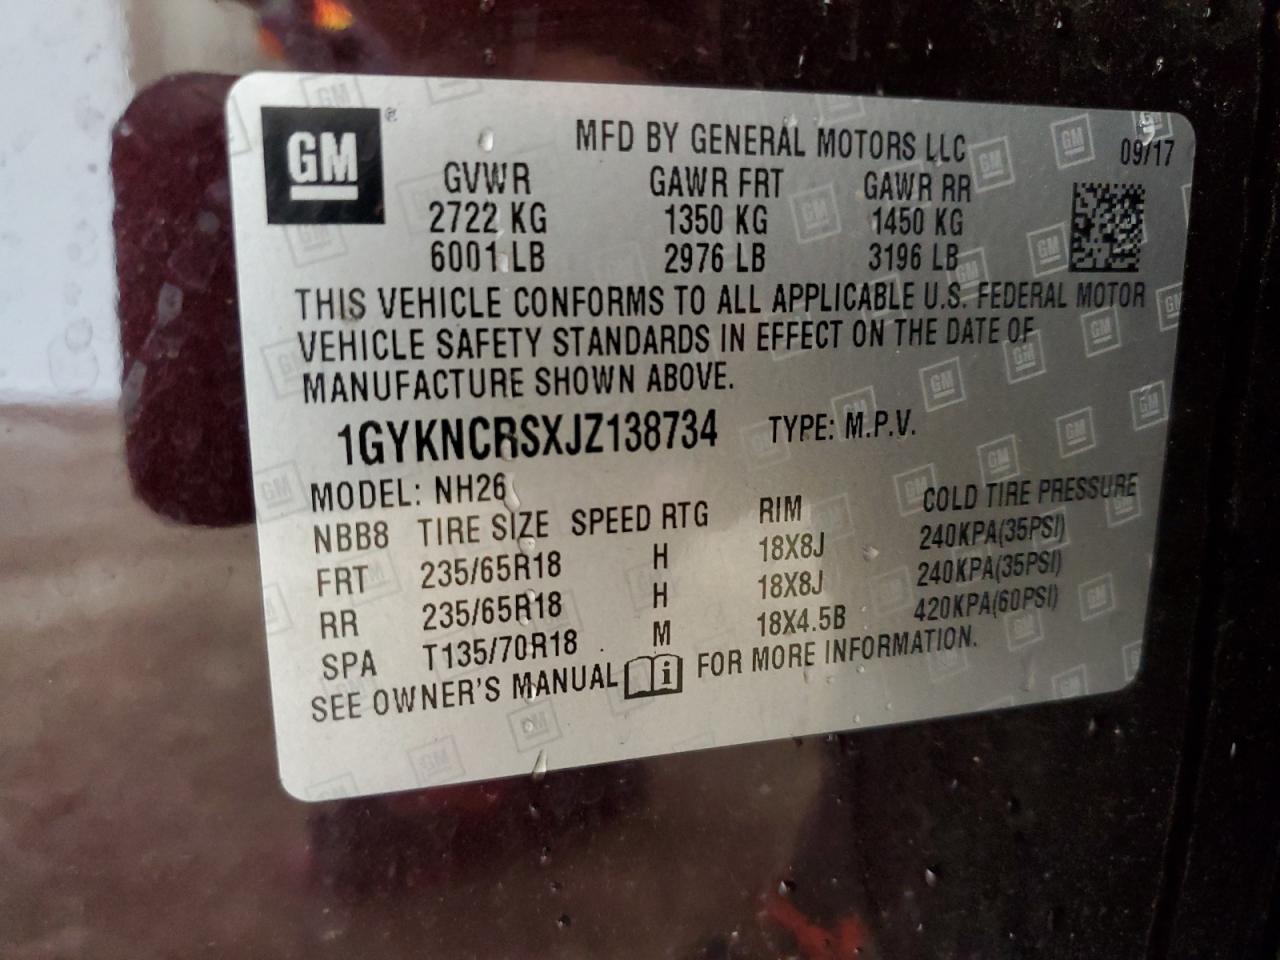 GM ®
MFD BY GENERAL MOTORS LLC
09/17
GVWR GAWR FRT GAWR RR
2722 KG 1350 KG 1450 KG
6001 LB 2976 LB 3196 LB
THIS VEHICLE CONFORMS TO ALL APPLICABLE U.S. FEDERAL MOTOR
VEHICLE SAFETY STANDARDS IN EFFECT ON THE DATE OF
MANUFACTURE SHOWN ABOVE.
1GYKNCRSXJZ138734 TYPE: M.P.V.
MODEL: NH26
NBB8 TIRE SIZE SPEED RTG RIM COLD TIRE PRESSURE
FRT 235/65R18 H 18X8J 240KPA(35PSI)
RR 235/65R18 H 18X8J 240KPA(35PSI)
SPA T135/70R18 M 18X4.5B 420KPA(60PSI)
SEE OWNER'S MANUAL i FOR MORE INFORMATION.